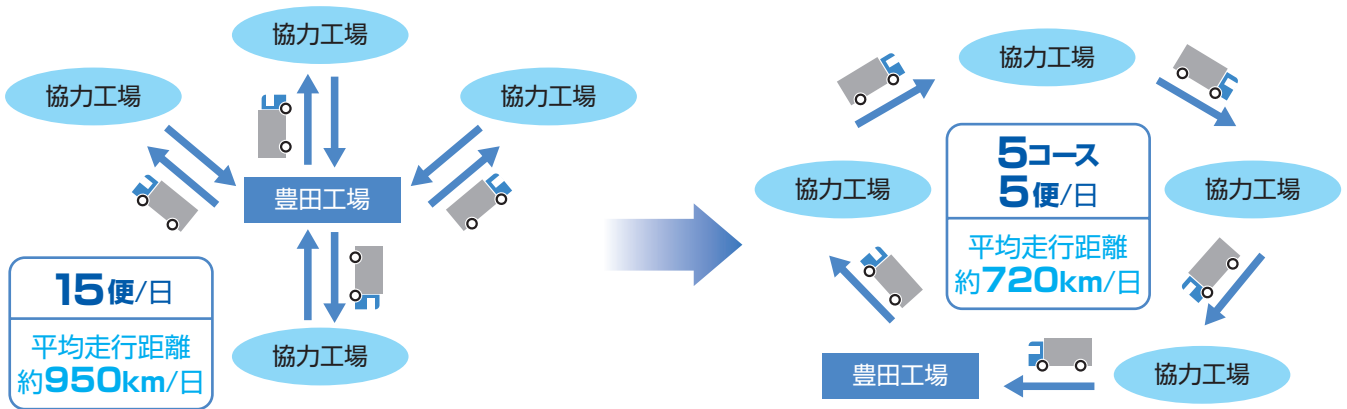 協力工場
協力工場
協力工場
豊田工場
協力工場
15便/日
平均走行距離
約950km/日
協力工場
協力工場
協力工場
5コース
5便/日
平均走行距離
約720km/日
豊田工場
協力工場